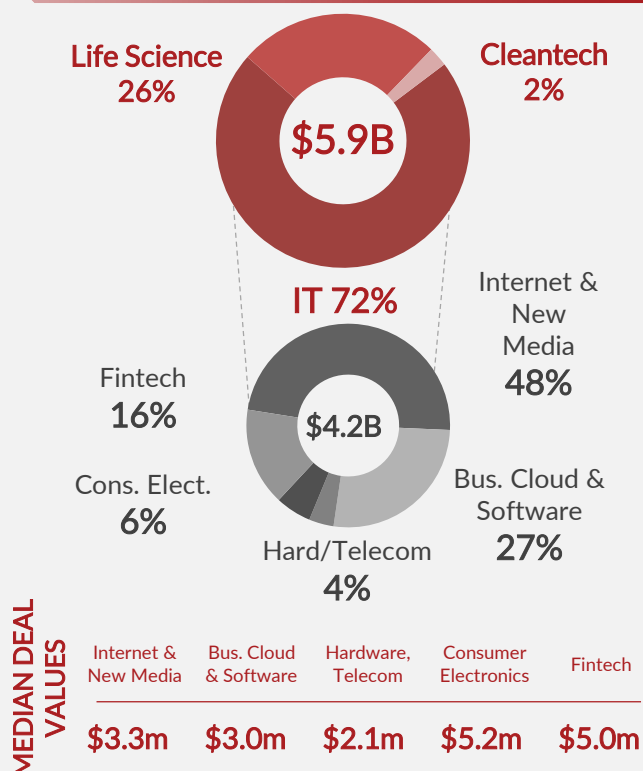 Life Science
26%
Cleantech
2%
$5.9B
IT 72%
Internet &
New
Media
48%
Fintech
16%
$4.2B
Cons. Elect.
6%
Bus. Cloud &
Software
27%
Hard/Telecom
4%
MEDIAN DEAL
VALUES
Internet &
New Media
Bus. Cloud
& Software
Hardware,
Telecom
Consumer
Electronics
Fintech
$3.3m
$3.0m
$2.1m
$5.2m
$5.0m